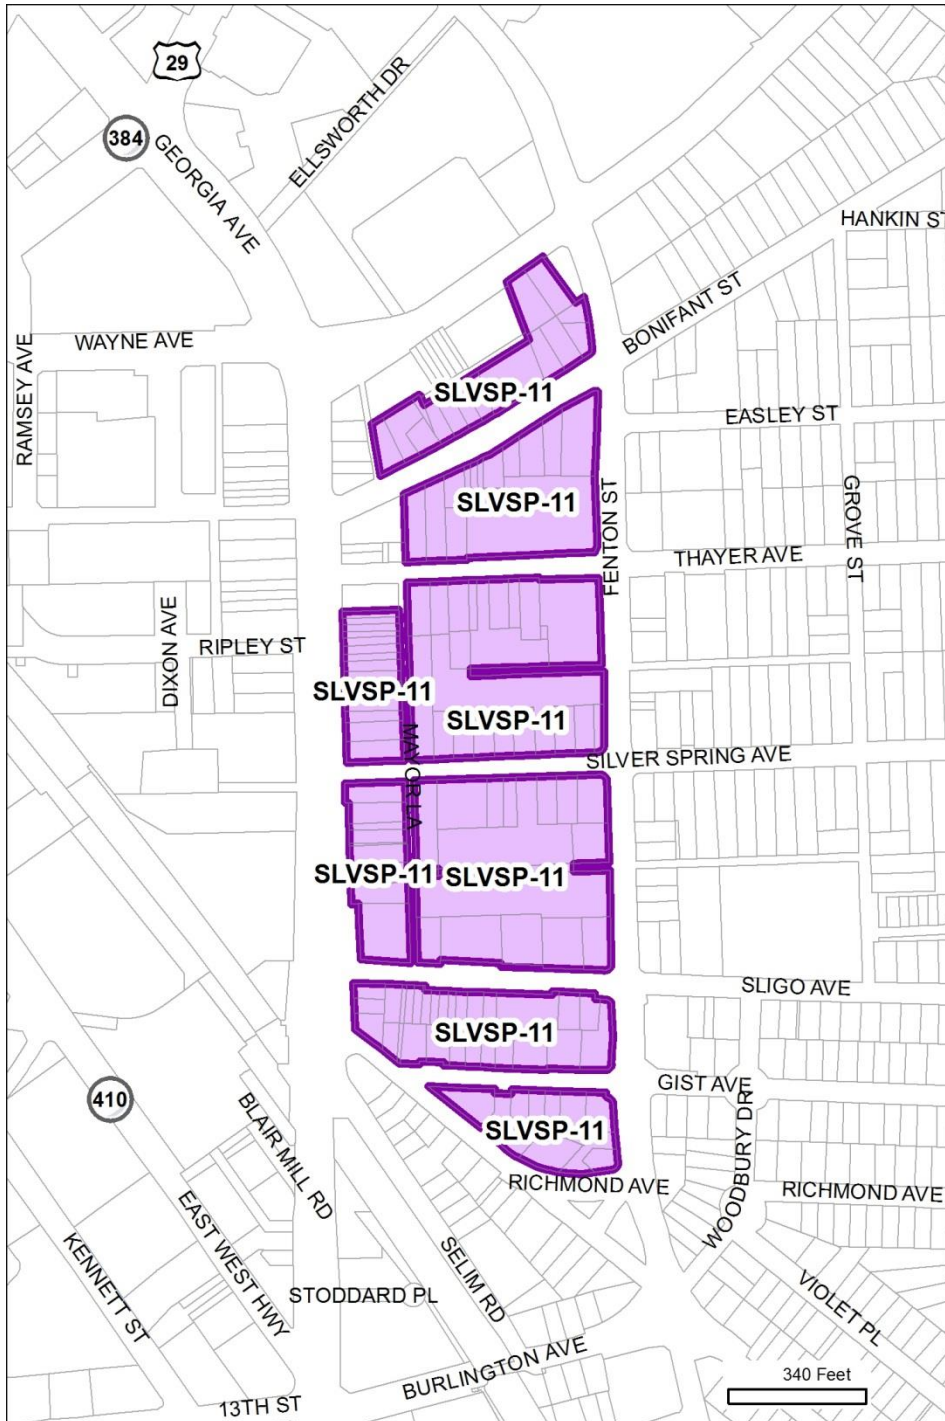 29
384
ELLSWORTH DR
GEORGIA AVE
HANKIN ST
BONIFANT ST
WAYNE AVE
RAMSEY AVE
SLVSP-11
EASLEY ST
SLVSP-11
FENTON ST
GROVE ST
THAYER AVE
DIXON AVE
RIPLEY ST
SLVSP-11
SLVSP-11
MAYOR LA
SILVER SPRING AVE
SLVSP-11
SLVSP-11
SLIGO AVE
SLVSP-11
GIST AVE
410
BLAIR MILL RD
SLVSP-11
WOODBURY DR
RICHMOND AVE
RICHMOND AVE
EAST WEST HWY
KENNETT ST
SELIM RD
STODDARD PL
VIOLET PL
BURLINGTON AVE
340 Feet
13TH ST